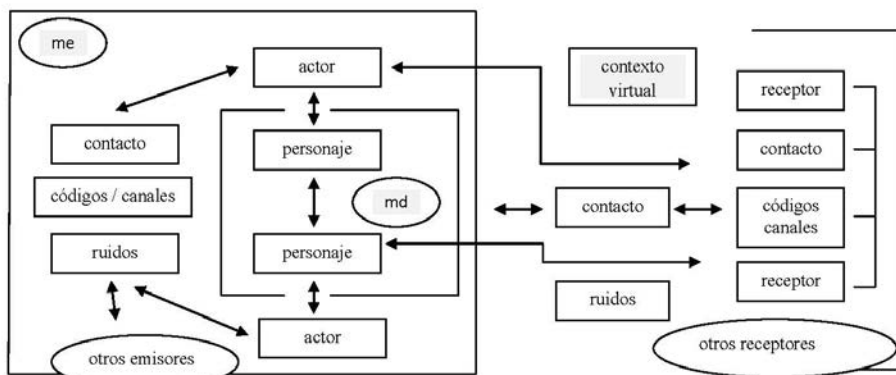 me
actor
contexto
virtual
receptor
contacto
personaje
contacto
códigos / canales
md
contacto
códigos
canales
ruidos
personaje
ruidos
receptor
otros emisores
actor
otros receptores